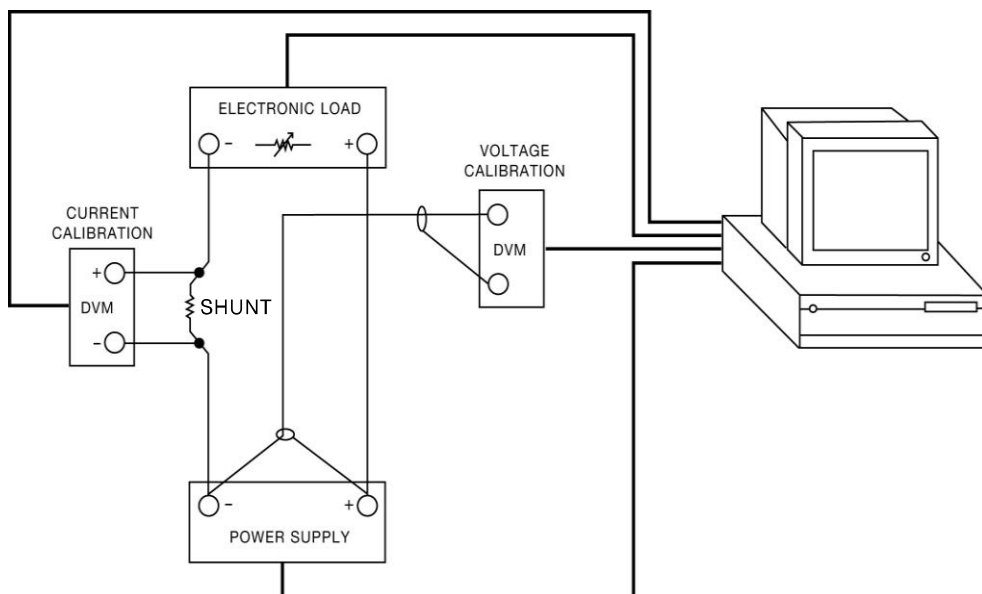 ELECTRONIC LOAD
− +
VOLTAGE
CALIBRATION
CURRENT
CALIBRATION
+
DVM
−
SHUNT
DVM
− +
POWER SUPPLY